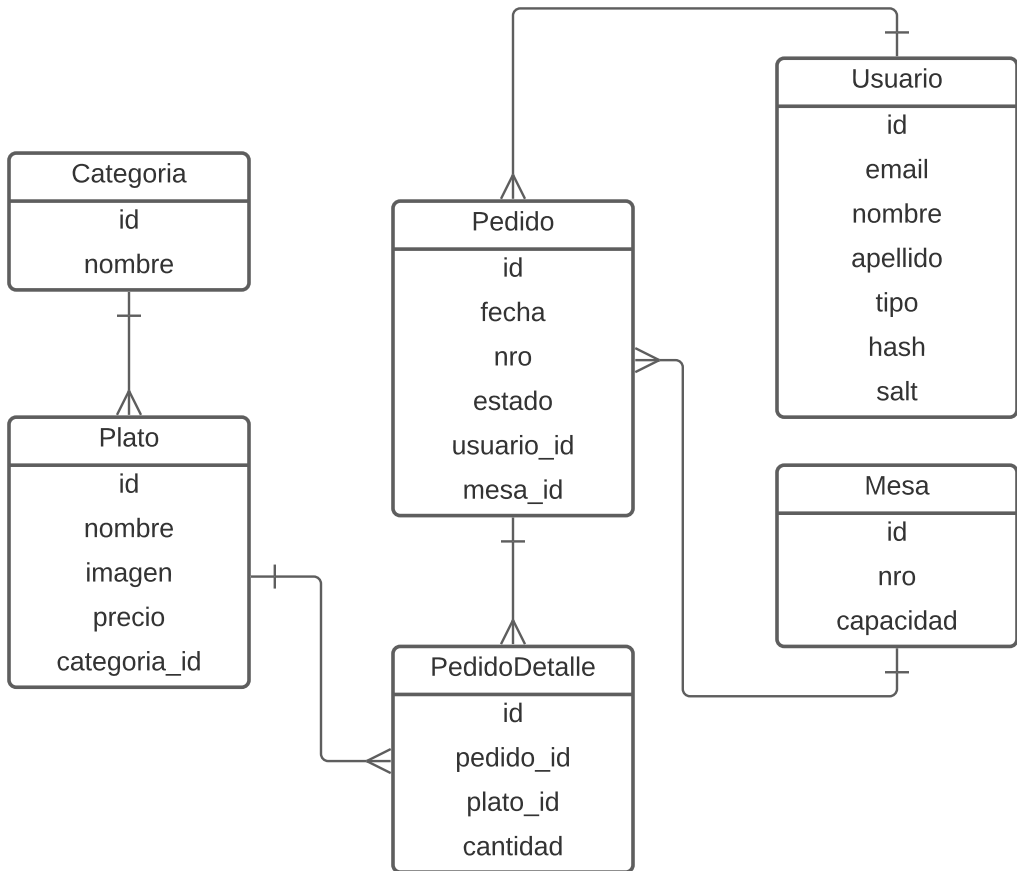 Categoria
id
nombre
Plato
id
nombre
imagen
precio
categoria_id
Pedido
id
fecha
nro
estado
usuario_id
mesa_id
PedidoDetalle
id
pedido_id
plato_id
cantidad
Usuario
id
email
nombre
apellido
tipo
hash
salt
Mesa
id
nro
capacidad